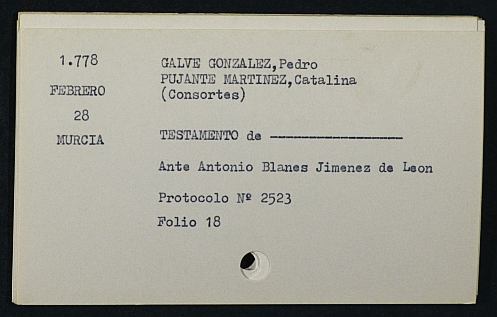 1.778
FEBRERO
28
MURCIA
GALVE GONZALEZ,Pedro
PUJANTE MARTINEZ,Catalina
(Consortes)
TESTAMENTO de -----------------
Ante Antonio Blanes Jimenez de Leon
Protocolo Nº 2523
Folio 18